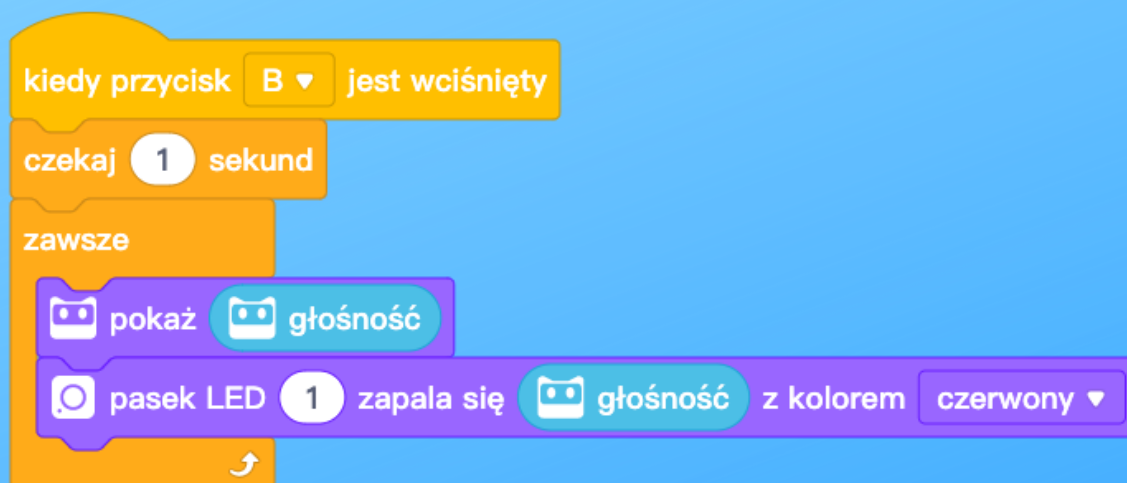 kiedy przycisk B jest wciśnięty
czekaj 1 sekund
zawsze
pokaż głośność
pasek LED 1 zapala się głośność z kolorem czerwony